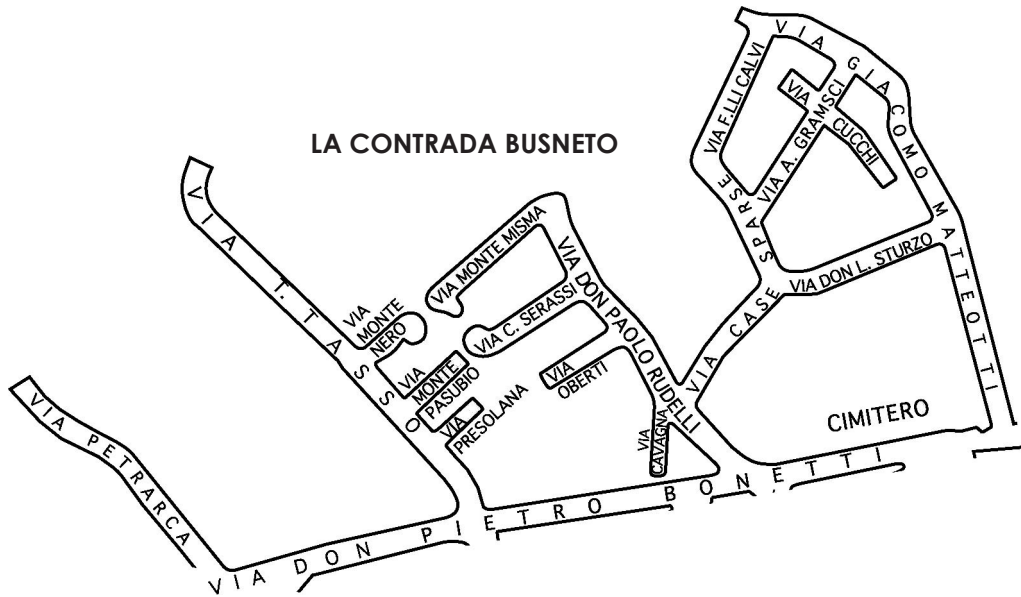 LA CONTRADA BUSNETO
VIA GIACOMO MATTEOTTI
VIA F.LLI CALVI
VIA A. GRAMSCI
VIA CUCCHI
VIA CASE SPARSE
VIA DON L. STURZO
VIA T. TASSO
VIA MONTE MISMA
VIA
MONTE
NERO
VIA C. SERASSI
VIA DON PAOLO RUDELLI
VIA
MONTE
PASUBIO
VIA
PRESOLANA
VIA
OBERTI
VIA
CAVAGNA
CIMITERO
VIA PETRARCA
VIA DON PIETRO BONETTI